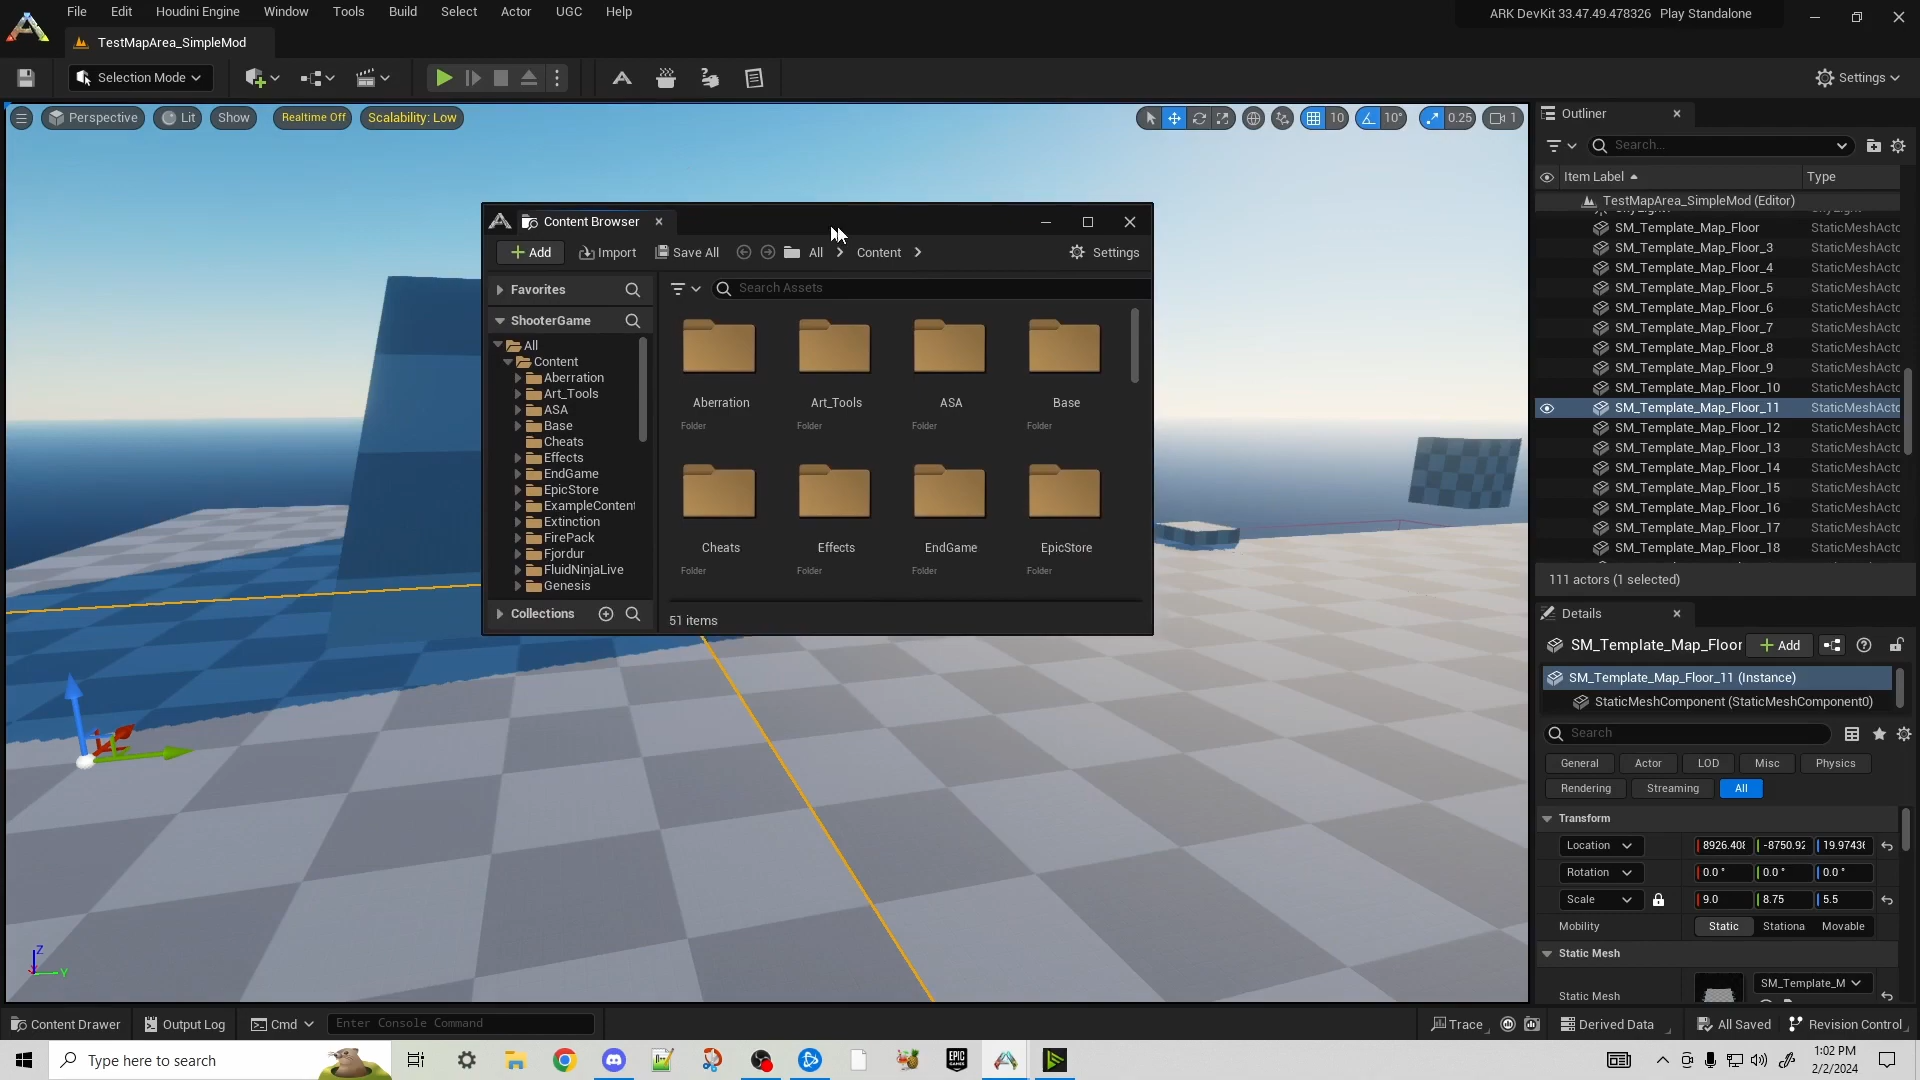 File Edit Houdini Engine Window Tools Build Select Actor UGC Help
ARK DevKit 33.47.49.478326 Play Standalone
TestMapArea_SimpleMod
Selection Mode
Settings
Perspective Lit Show Realtime Off Scalability: Low
10 10° 0.25 1
Content Browser
Add Import Save All All Content Settings
Favorites
Search Assets
ShooterGame
All
Content
Aberration
Art_Tools
ASA
Base
Cheats
Effects
EndGame
EpicStore
ExampleContent
Extinction
FirePack
Fjordur
FluidNinjaLive
Genesis
Collections
Aberration Art_Tools ASA Base
Folder Folder Folder Folder
Cheats Effects EndGame EpicStore
Folder Folder Folder Folder
51 items
Outliner
Search...
Item Label Type
TestMapArea_SimpleMod (Editor)
SM_Template_Map_Floor StaticMeshActo
SM_Template_Map_Floor_3 StaticMeshActo
SM_Template_Map_Floor_4 StaticMeshActo
SM_Template_Map_Floor_5 StaticMeshActo
SM_Template_Map_Floor_6 StaticMeshActo
SM_Template_Map_Floor_7 StaticMeshActo
SM_Template_Map_Floor_8 StaticMeshActo
SM_Template_Map_Floor_9 StaticMeshActo
SM_Template_Map_Floor_10 StaticMeshActo
SM_Template_Map_Floor_11 StaticMeshActo
SM_Template_Map_Floor_12 StaticMeshActo
SM_Template_Map_Floor_13 StaticMeshActo
SM_Template_Map_Floor_14 StaticMeshActo
SM_Template_Map_Floor_15 StaticMeshActo
SM_Template_Map_Floor_16 StaticMeshActo
SM_Template_Map_Floor_17 StaticMeshActo
SM_Template_Map_Floor_18 StaticMeshActo
111 actors (1 selected)
Details
SM_Template_Map_Floor Add
SM_Template_Map_Floor_11 (Instance)
StaticMeshComponent (StaticMeshComponent0)
Search
General Actor LOD Misc Physics
Rendering Streaming All
Transform
Location 8926.408 -8750.92 19.97436
Rotation 0.0 ° 0.0 ° 0.0 °
Scale 9.0 8.75 5.5
Mobility Static Stationa Movable
Static Mesh
Static Mesh SM_Template_M
Z
Y
Content Drawer Output Log Cmd Enter Console Command Trace Derived Data All Saved Revision Control
Type here to search
EPIC GAMES
1:02 PM
2/2/2024